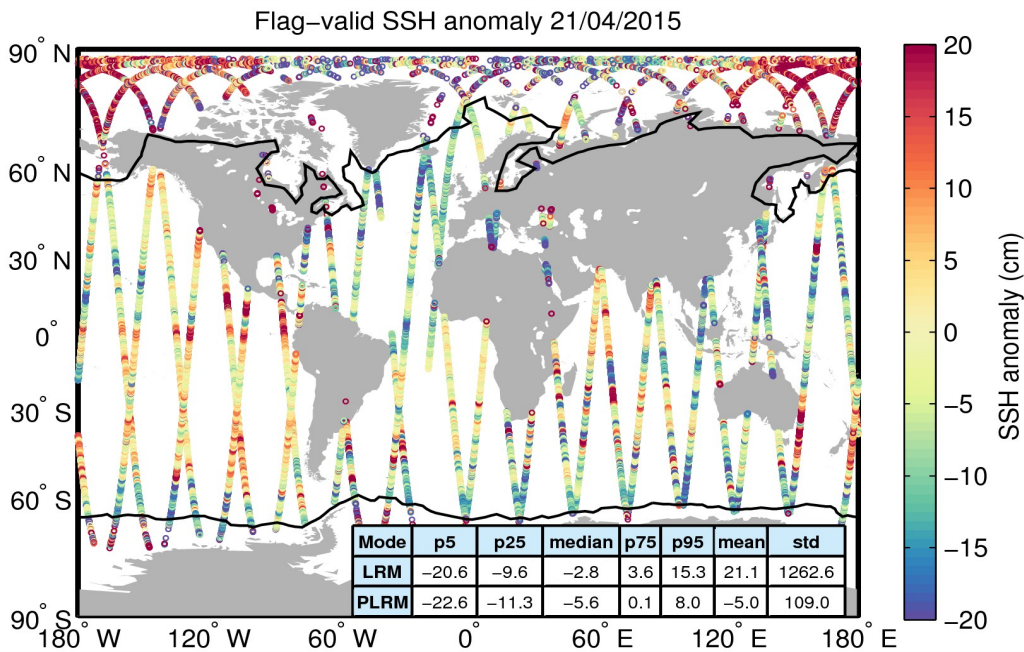 Flag−valid SSH anomaly 21/04/2015
90° N
60° N
30° N
0°
30° S
60° S
90° S
180° W
120° W
60° W
0°
60° E
120° E
180° E
Mode p5 p25 median p75 p95 mean std
LRM −20.6 −9.6 −2.8 3.6 15.3 21.1 1262.6
PLRM −22.6 −11.3 −5.6 0.1 8.0 −5.0 109.0
20
15
10
5
0
−5
−10
−15
−20
SSH anomaly (cm)